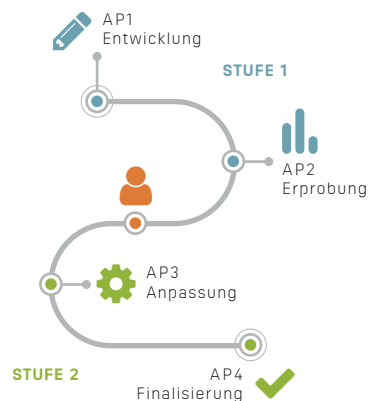 AP1
Entwicklung
STUFE 1
AP2
Erprobung
AP3
Anpassung
STUFE 2
AP4
Finalisierung